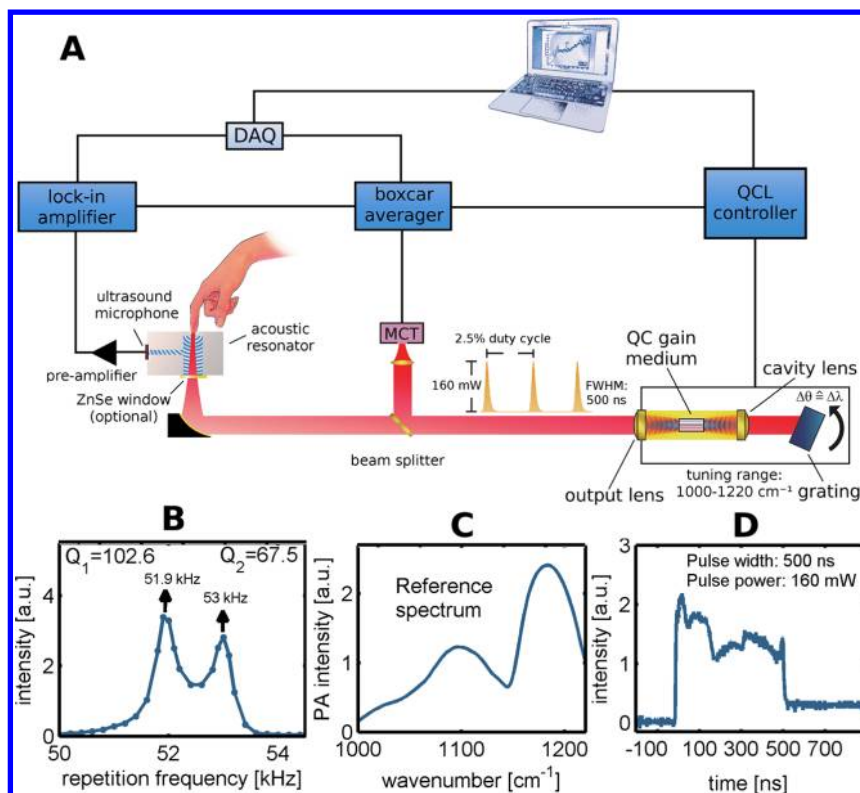 A
DAQ
lock-in
amplifier
boxcar
averager
QCL
controller
ultrasound
microphone
acoustic
resonator
pre-amplifier
ZnSe window
(optional)
MCT
beam splitter
2.5% duty cycle
160 mW
FWHM:
500 ns
QC gain
medium
cavity lens
Δθ ≙ Δλ
output lens
tuning range:
1000-1220 cm⁻¹
grating
B
Q₁=102.6
Q₂=67.5
51.9 kHz
53 kHz
intensity [a.u.]
4
2
0
50
52
54
repetition frequency [kHz]
C
Reference
spectrum
PA intensity [a.u.]
2
1
0
1000
1100
1200
wavenumber [cm⁻¹]
D
Pulse width: 500 ns
Pulse power: 160 mW
intensity [a.u.]
3
2
1
0
-100
100
300
500
700
time [ns]